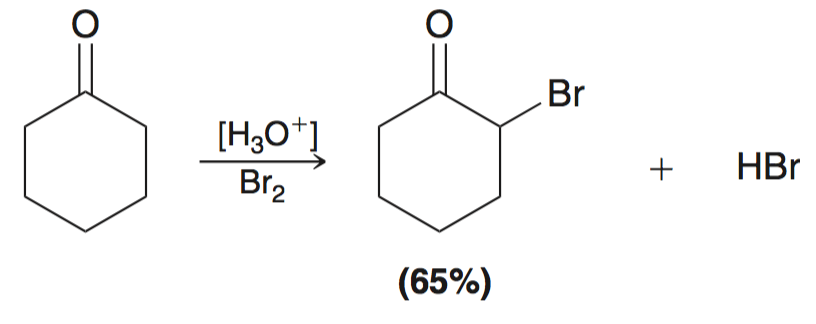 O
O
Br
[H₃O⁺]
Br₂
+ HBr
(65%)